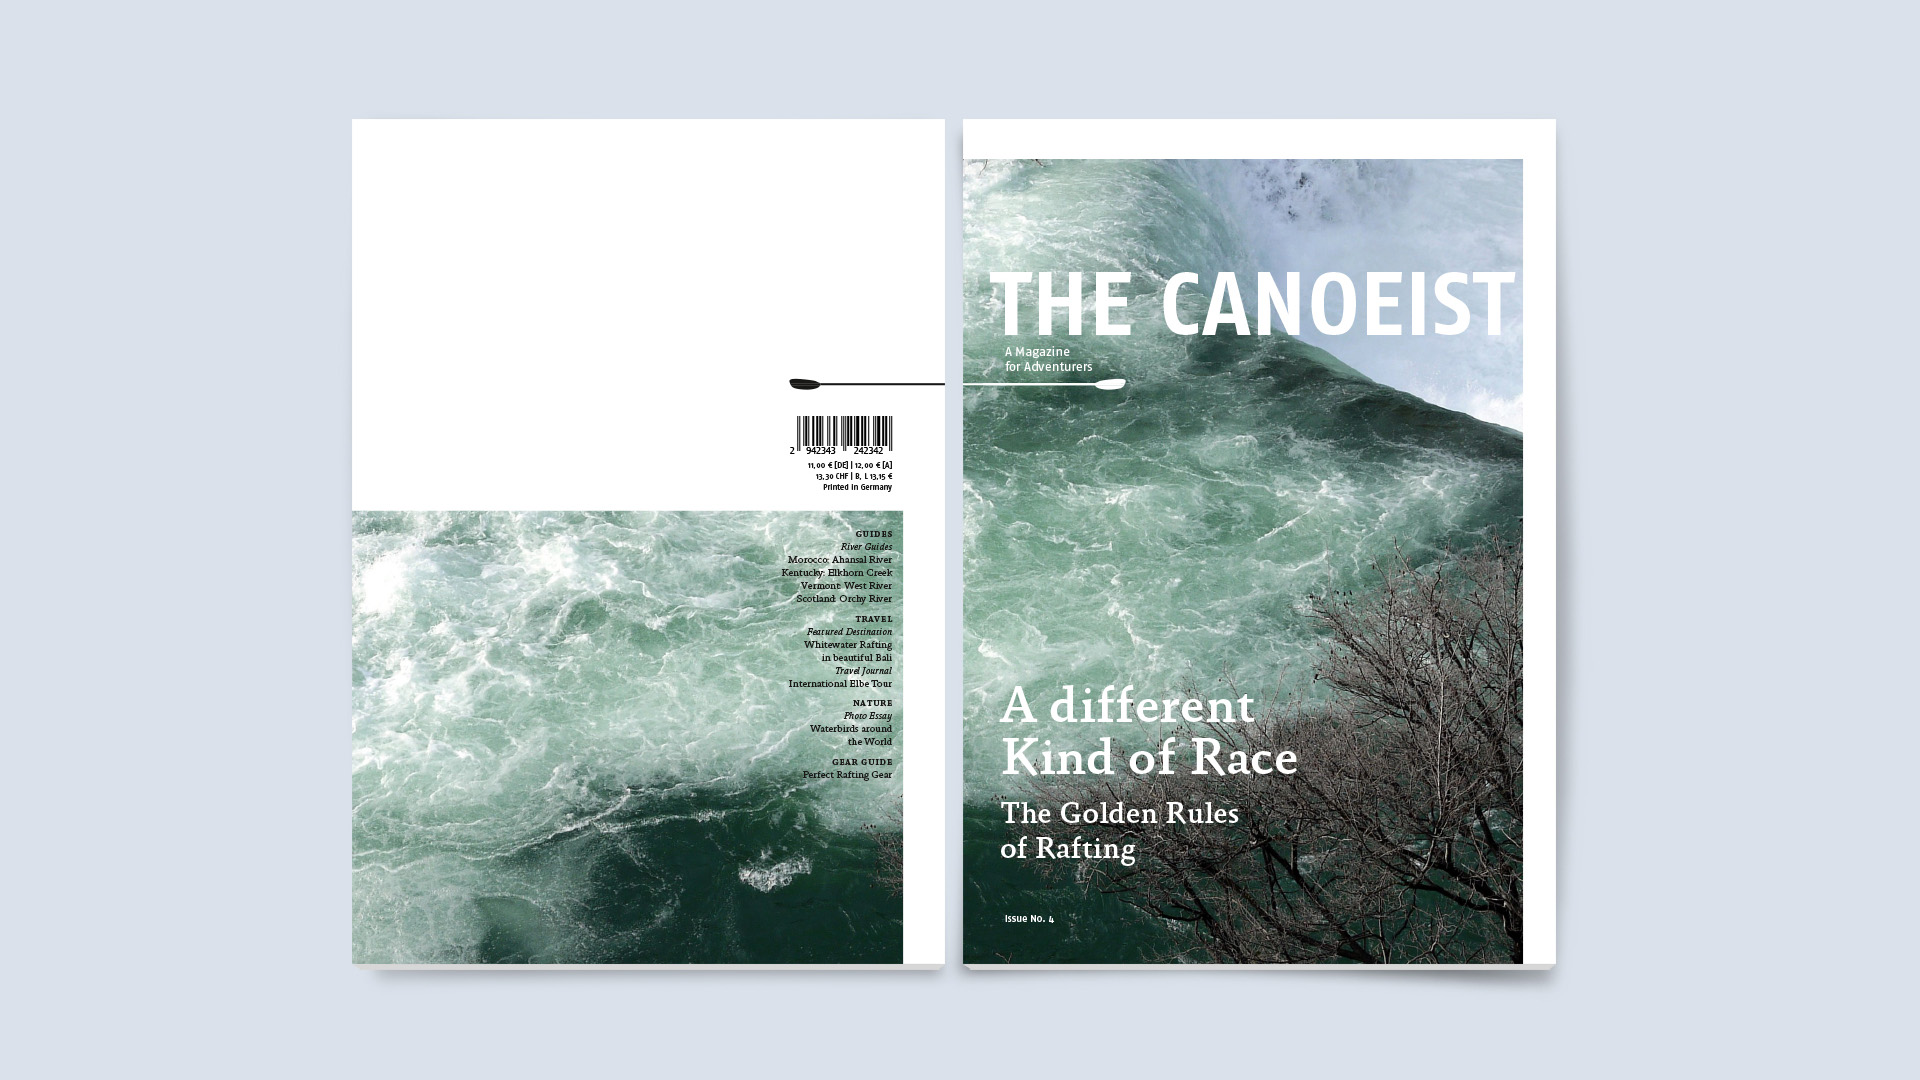 2 942343 242342
11,00 € [DE] | 12,00 € [A]
13,30 CHF | B, L 13,15 €
Printed in Germany
GUIDES
River Guides
Morocco: Ahansal River
Kentucky: Elkhorn Creek
Vermont: West River
Scotland: Orchy River
TRAVEL
Featured Destination
Whitewater Rafting
in beautiful Bali
Travel Journal
International Elbe Tour
NATURE
Photo Essay
Waterbirds around
the World
GEAR GUIDE
Perfect Rafting Gear
THE CANOEIST
A Magazine
for Adventurers
A different
Kind of Race
The Golden Rules
of Rafting
Issue No. 4